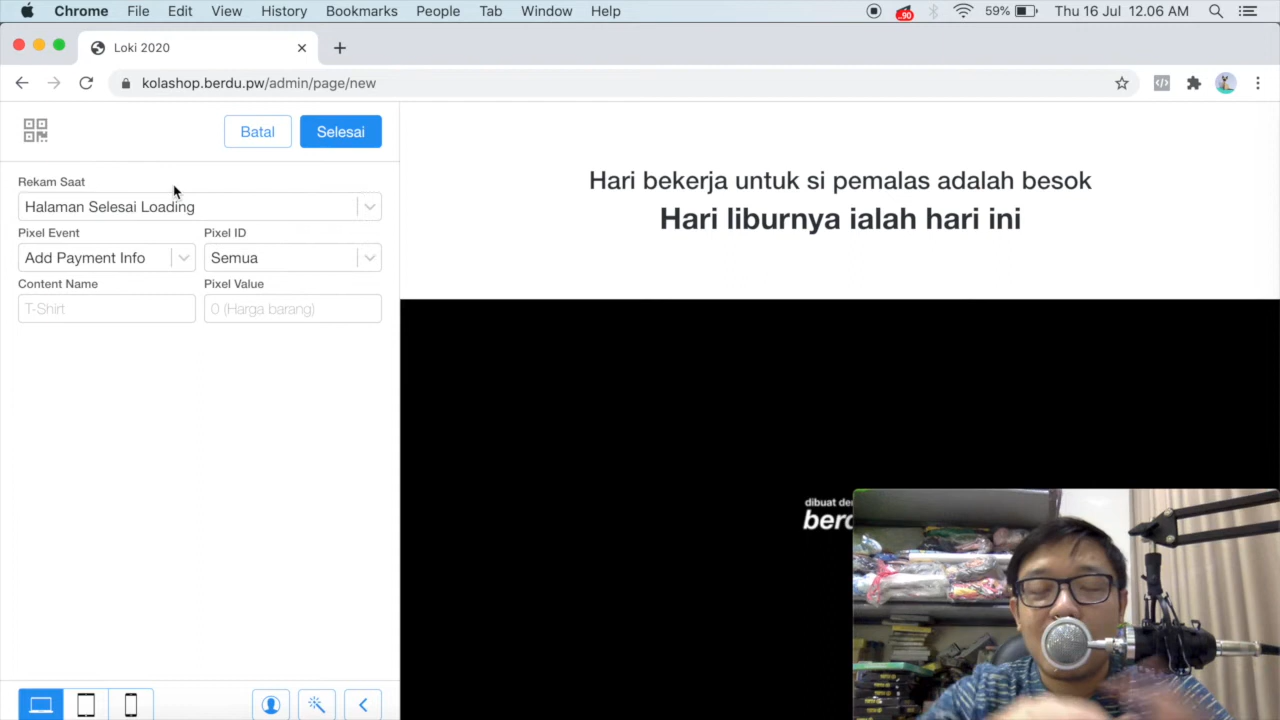 Chrome File Edit View History Bookmarks People Tab Window Help 90 59% Thu 16 Jul 12.06 AM
Loki 2020
kolashop.berdu.pw/admin/page/new
Batal Selesai
Rekam Saat
Halaman Selesai Loading
Pixel Event Pixel ID
Add Payment Info Semua
Content Name Pixel Value
T-Shirt 0 (Harga barang)
Hari bekerja untuk si pemalas adalah besok
Hari liburnya ialah hari ini
dibuat